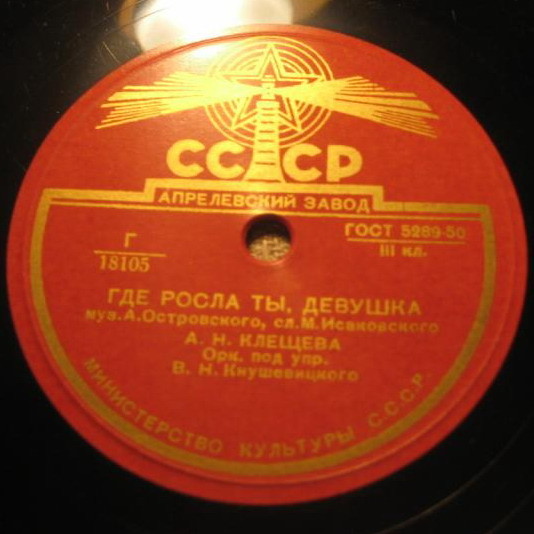 СССР
АПРЕЛЕВСКИЙ ЗАВОД
Г
18105
ГОСТ 5289-50
III кл.
ГДЕ РОСЛА ТЫ, ДЕВУШКА
муз. А. Островского, сл. М. Исаковского
А. Н. КЛЕЩЕВА
Орк. под упр.
В. Н. Кнушевицкого
МИНИСТЕРСТВО КУЛЬТУРЫ С.С.С.Р.